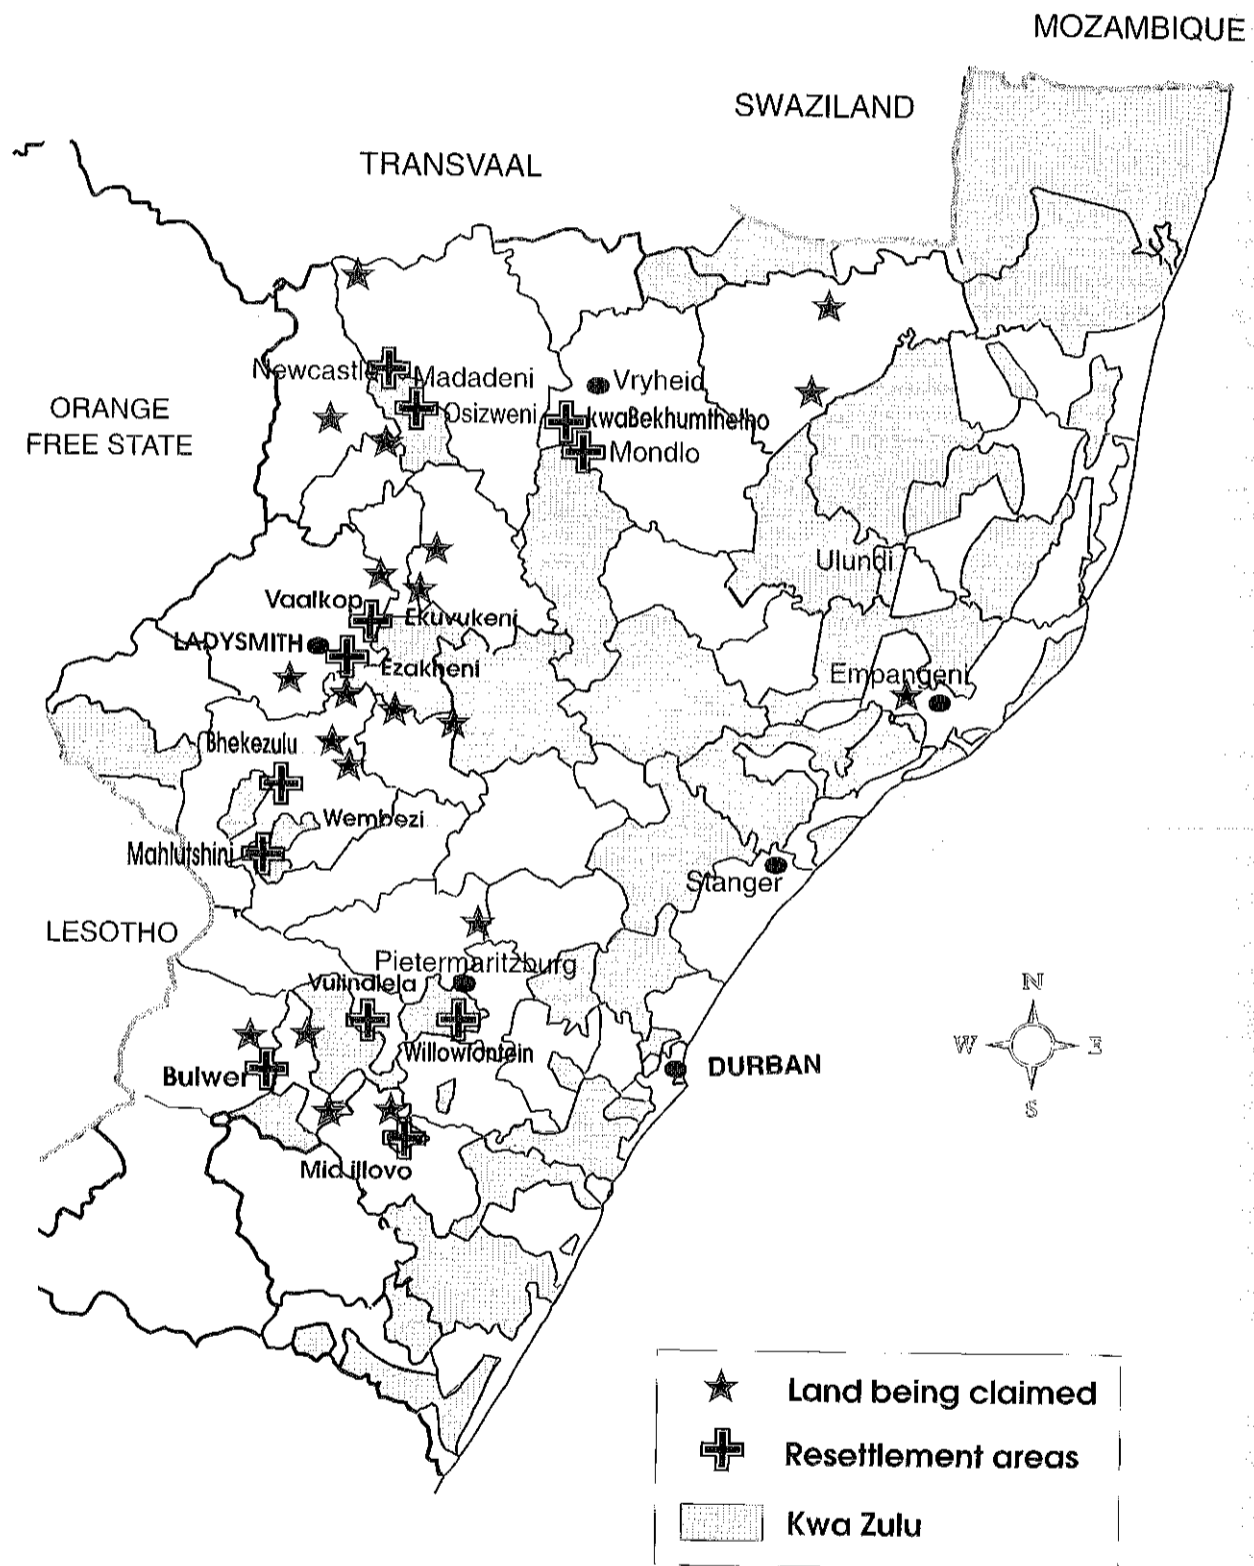 MOZAMBIQUE
SWAZILAND
TRANSVAAL
Newcastle
Madadeni
Vryheid
ORANGE
FREE STATE
Osizweni
kwaBekhumthetho
Mondlo
Ulundi
Vaalkop
Ekuvukeni
LADYSMITH
Ezakheni
Empangeni
Bhekezulu
Wembezi
Mahlutshini
Stanger
LESOTHO
Pietermaritzburg
Vulindlela
N
W E
S
Willowfontein
DURBAN
Bulwer
Mid illovo
Land being claimed
Resettlement areas
Kwa Zulu